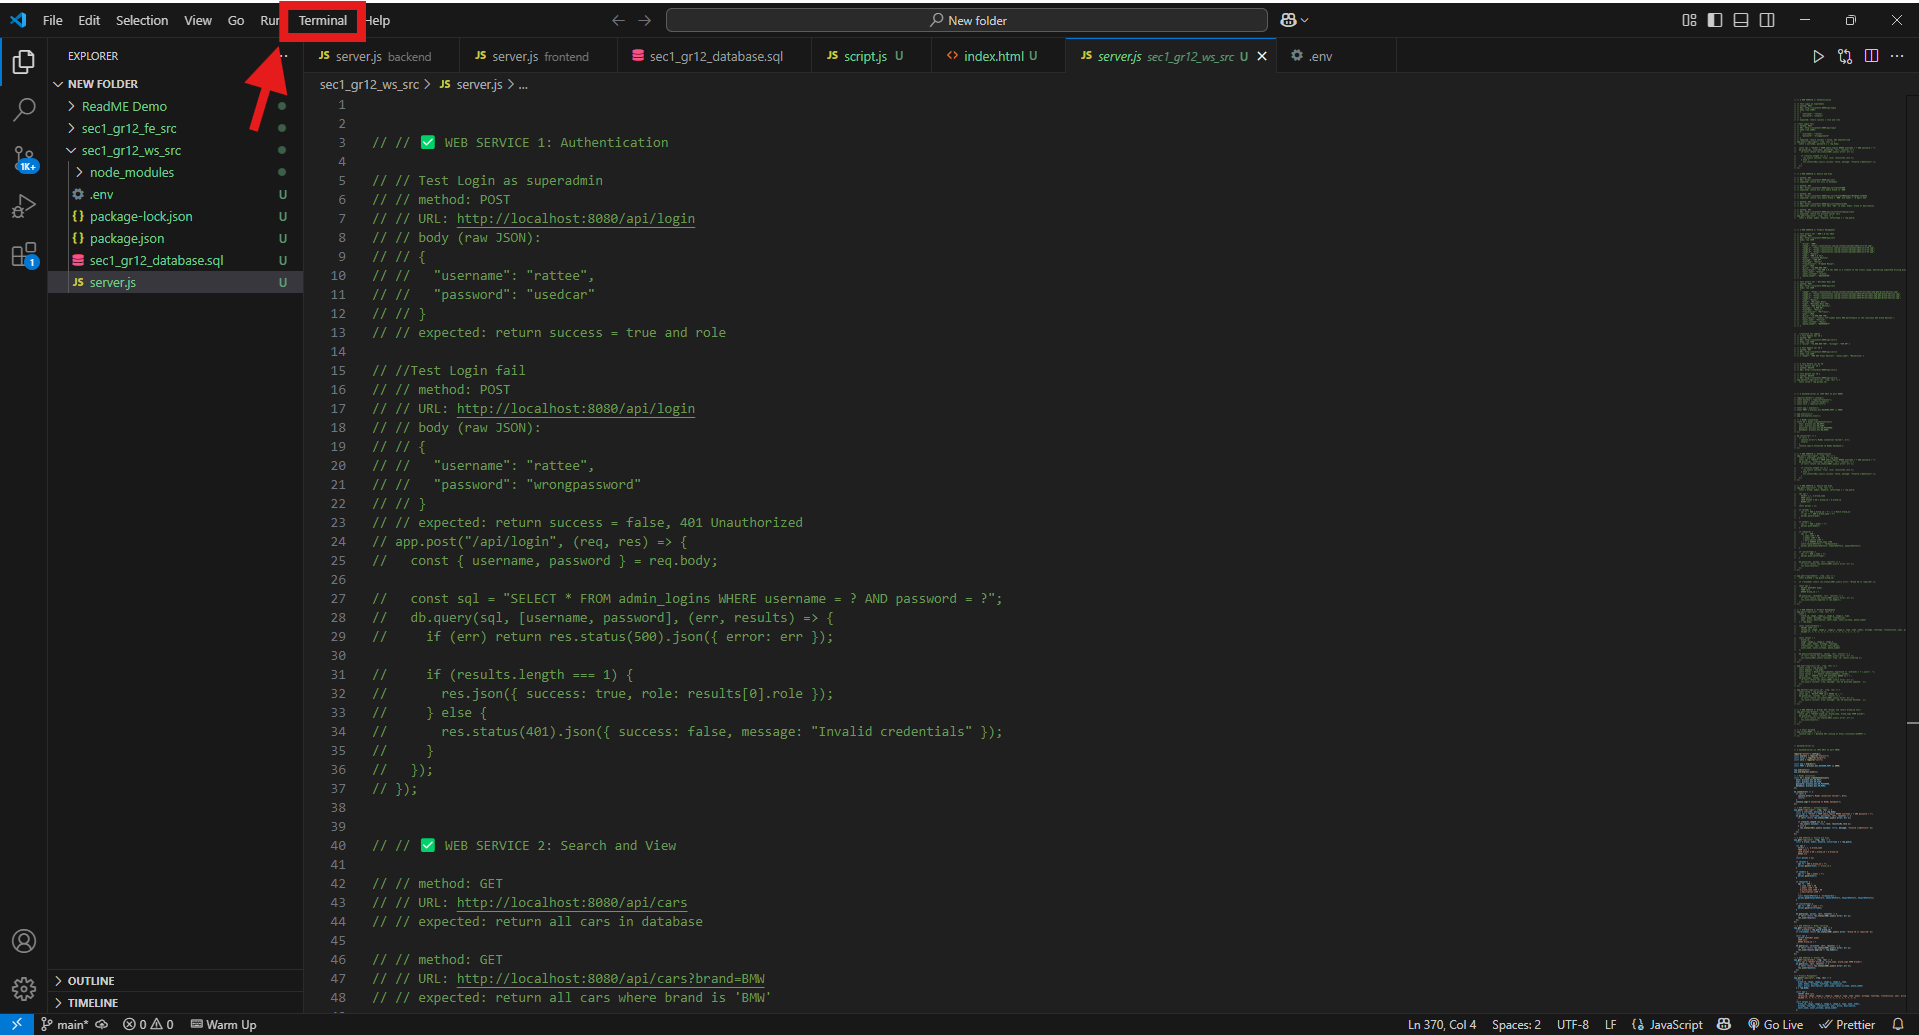 File Edit Selection View Go Run Terminal Help
New folder
EXPLORER
server.js backend
server.js frontend
sec1_gr12_database.sql
script.js U
index.html U
server.js sec1_gr12_ws_src U
.env
NEW FOLDER
ReadME Demo
sec1_gr12_fe_src
sec1_gr12_ws_src
node_modules
.env U
package-lock.json U
package.json U
sec1_gr12_database.sql U
server.js U
1K+
1
sec1_gr12_ws_src > JS server.js > ...
1
2
3 // // ✅ WEB SERVICE 1: Authentication
4
5 // // Test Login as superadmin
6 // // method: POST
7 // // URL: http://localhost:8080/api/login
8 // // body (raw JSON):
9 // // {
10 // //   "username": "rattee",
11 // //   "password": "usedcar"
12 // // }
13 // // expected: return success = true and role
14
15 // //Test Login fail
16 // // method: POST
17 // // URL: http://localhost:8080/api/login
18 // // body (raw JSON):
19 // // {
20 // //   "username": "rattee",
21 // //   "password": "wrongpassword"
22 // // }
23 // // expected: return success = false, 401 Unauthorized
24 // app.post("/api/login", (req, res) => {
25 //   const { username, password } = req.body;
26
27 //   const sql = "SELECT * FROM admin_logins WHERE username = ? AND password = ?";
28 //   db.query(sql, [username, password], (err, results) => {
29 //     if (err) return res.status(500).json({ error: err });
30
31 //     if (results.length === 1) {
32 //       res.json({ success: true, role: results[0].role });
33 //     } else {
34 //       res.status(401).json({ success: false, message: "Invalid credentials" });
35 //     }
36 //   });
37 // });
38
39
40 // // ✅ WEB SERVICE 2: Search and View
41
42 // // method: GET
43 // // URL: http://localhost:8080/api/cars
44 // // expected: return all cars in database
45
46 // // method: GET
47 // // URL: http://localhost:8080/api/cars?brand=BMW
48 // // expected: return all cars where brand is 'BMW'
OUTLINE
TIMELINE
main* 0 0 Warm Up
Ln 370, Col 4 Spaces: 2 UTF-8 LF {} JavaScript Go Live Prettier